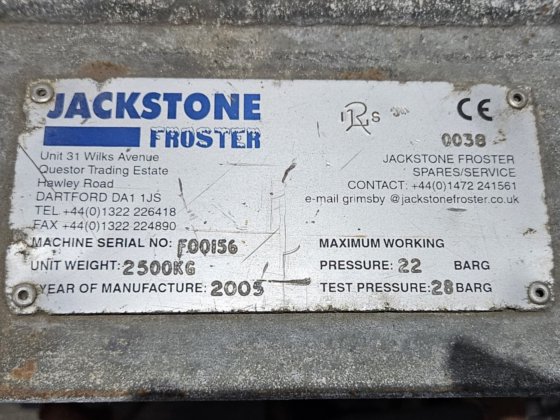 JACKSTONE
FROSTER
Unit 31 Wilks Avenue
Questor Trading Estate
Hawley Road
DARTFORD DA1 1JS
TEL +44(0)1322 226418
FAX +44(0)1322 224890
MACHINE SERIAL NO: F00156
UNIT WEIGHT: 2500KG
YEAR OF MANUFACTURE: 2005
LRS
CE
0038
JACKSTONE FROSTER
SPARES/SERVICE
CONTACT: +44(0)1472 241561
e-mail grimsby @jackstonefroster.co.uk
MAXIMUM WORKING
PRESSURE: 22 BARG
TEST PRESSURE: 28 BARG